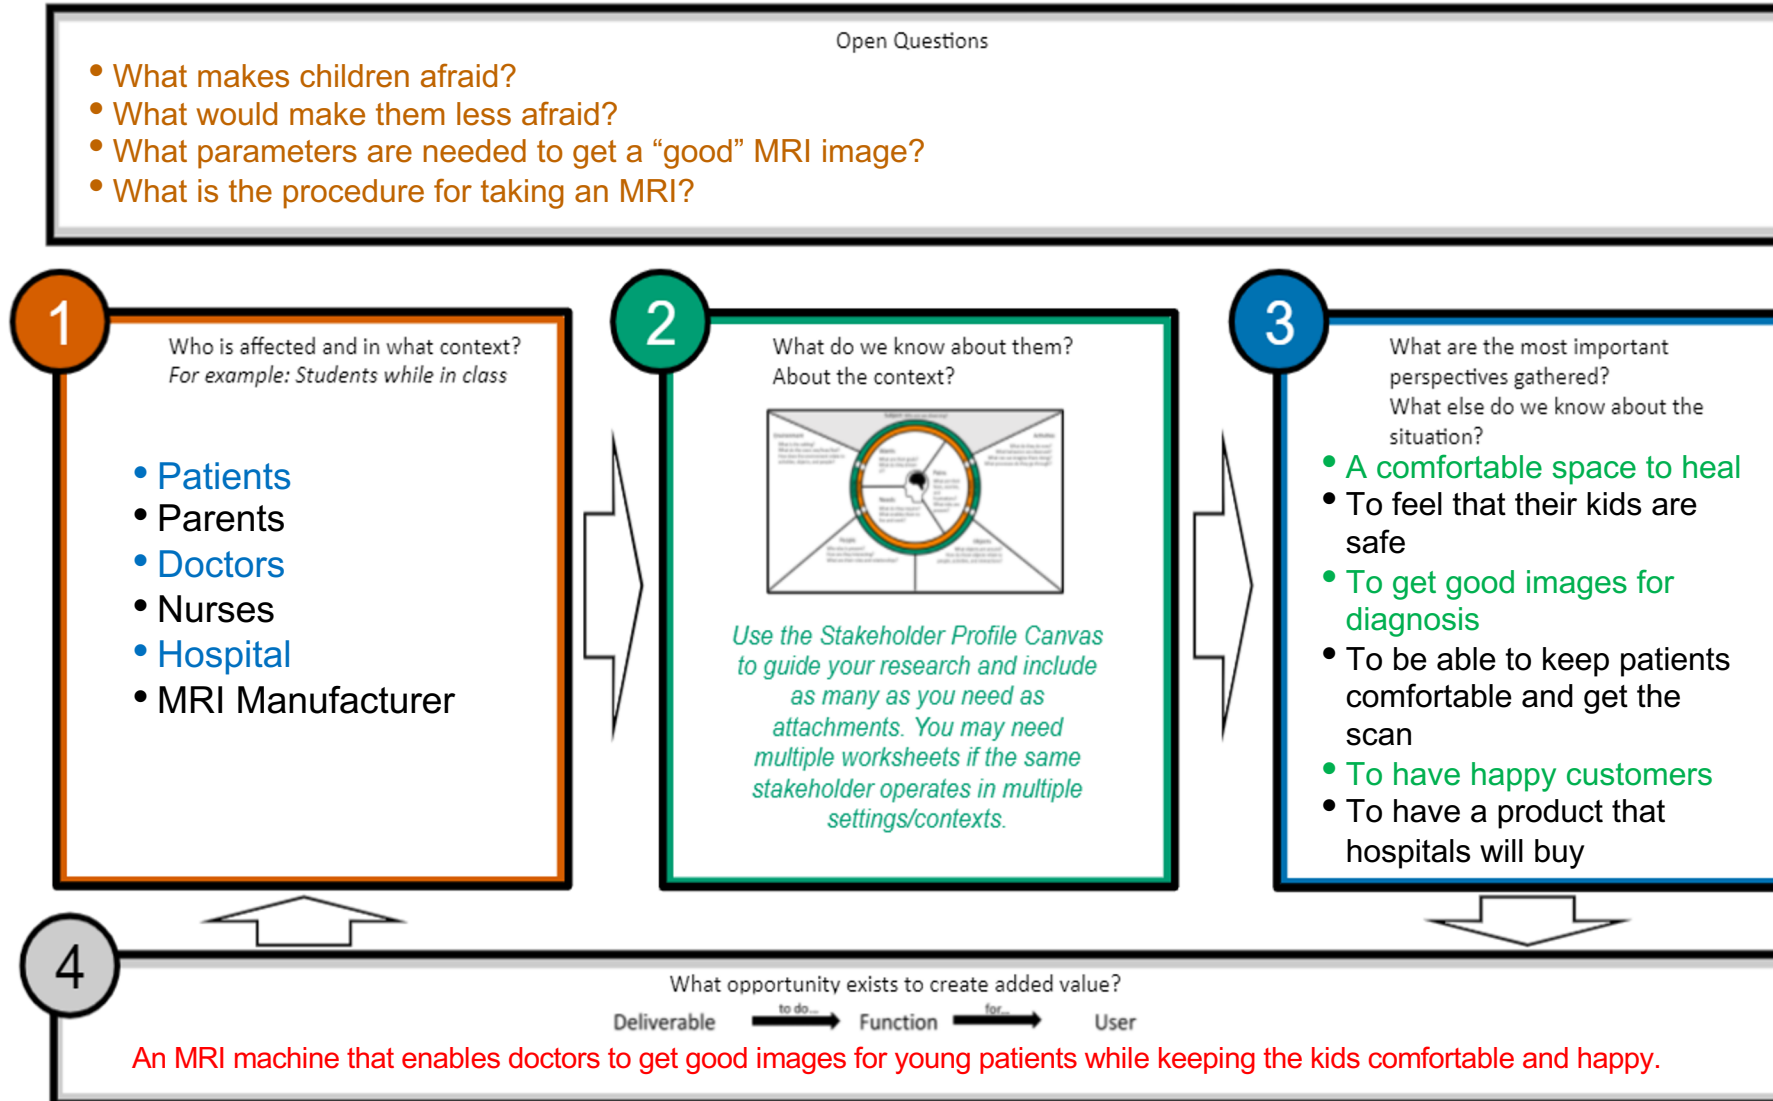 Open Questions
• What makes children afraid?
• What would make them less afraid?
• What parameters are needed to get a “good” MRI image?
• What is the procedure for taking an MRI?
1
Who is affected and in what context?
For example: Students while in class
• Patients
• Parents
• Doctors
• Nurses
• Hospital
• MRI Manufacturer
2
What do we know about them?
About the context?
Environment
Activities
People
Objects
Use the Stakeholder Profile Canvas
to guide your research and include
as many as you need as
attachments. You may need
multiple worksheets if the same
stakeholder operates in multiple
settings/contexts.
3
What are the most important
perspectives gathered?
What else do we know about the
situation?
• A comfortable space to heal
• To feel that their kids are
safe
• To get good images for
diagnosis
• To be able to keep patients
comfortable and get the
scan
• To have happy customers
• To have a product that
hospitals will buy
4
What opportunity exists to create added value?
Deliverable to do... Function for... User
An MRI machine that enables doctors to get good images for young patients while keeping the kids comfortable and happy.